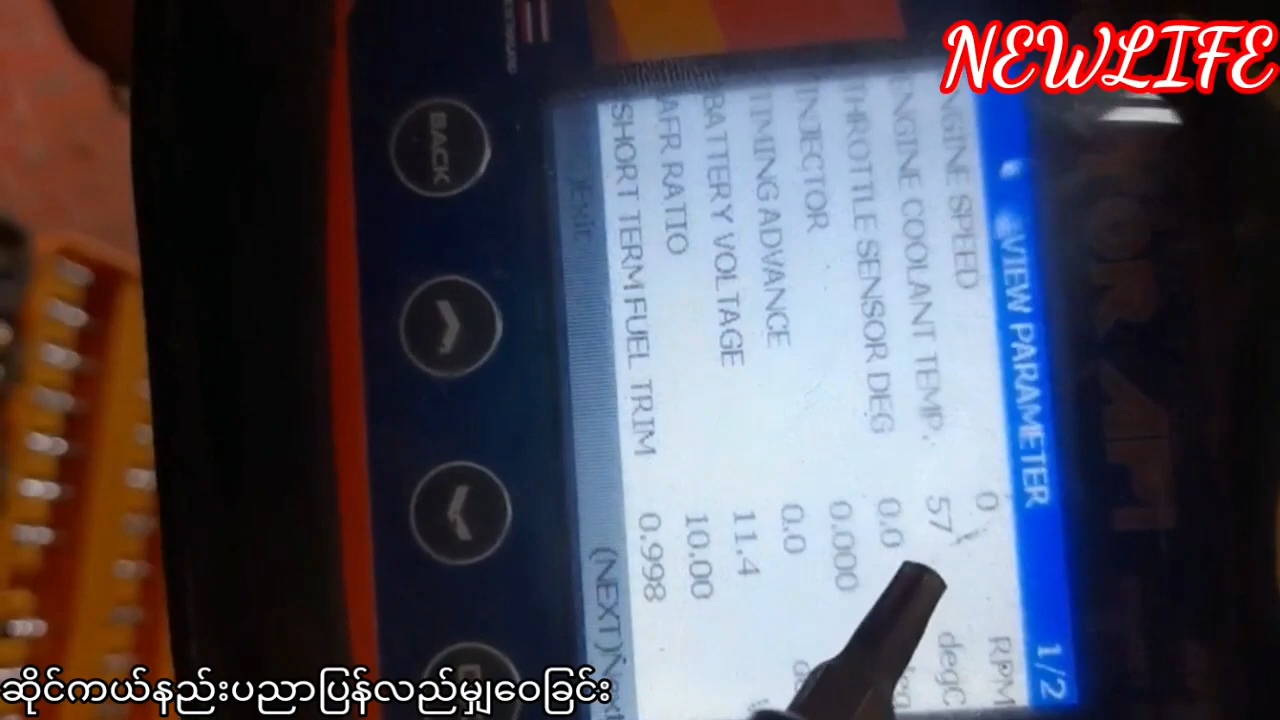 NEWLIFE
VIEW PARAMETER 1/2
ENGINE SPEED 0 RPM
ENGINE COOLANT TEMP. 57 degC
THROTTLE SENSOR DEG 0.0
INJECTOR 0.000
TIMING ADVANCE 0.0
BATTERY VOLTAGE 11.4
AFR RATIO 10.00
SHORT TERM FUEL TRIM 0.998
(NEXT)
BACK
ဆိုင်ကယ်နည်းပညာပြန်လည်မျှဝေခြင်း